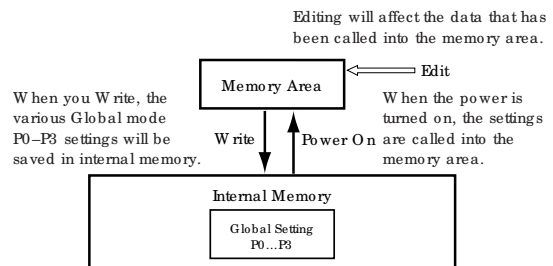 Editing will affect the data that has
been called into the memory area.
Edit
Memory Area
When you Write, the
various Global mode
P0–P3 settings will be
saved in internal memory.
Write
Power On
When the power is
turned on, the settings
are called into the
memory area.
Internal Memory
Global Setting
P0...P3